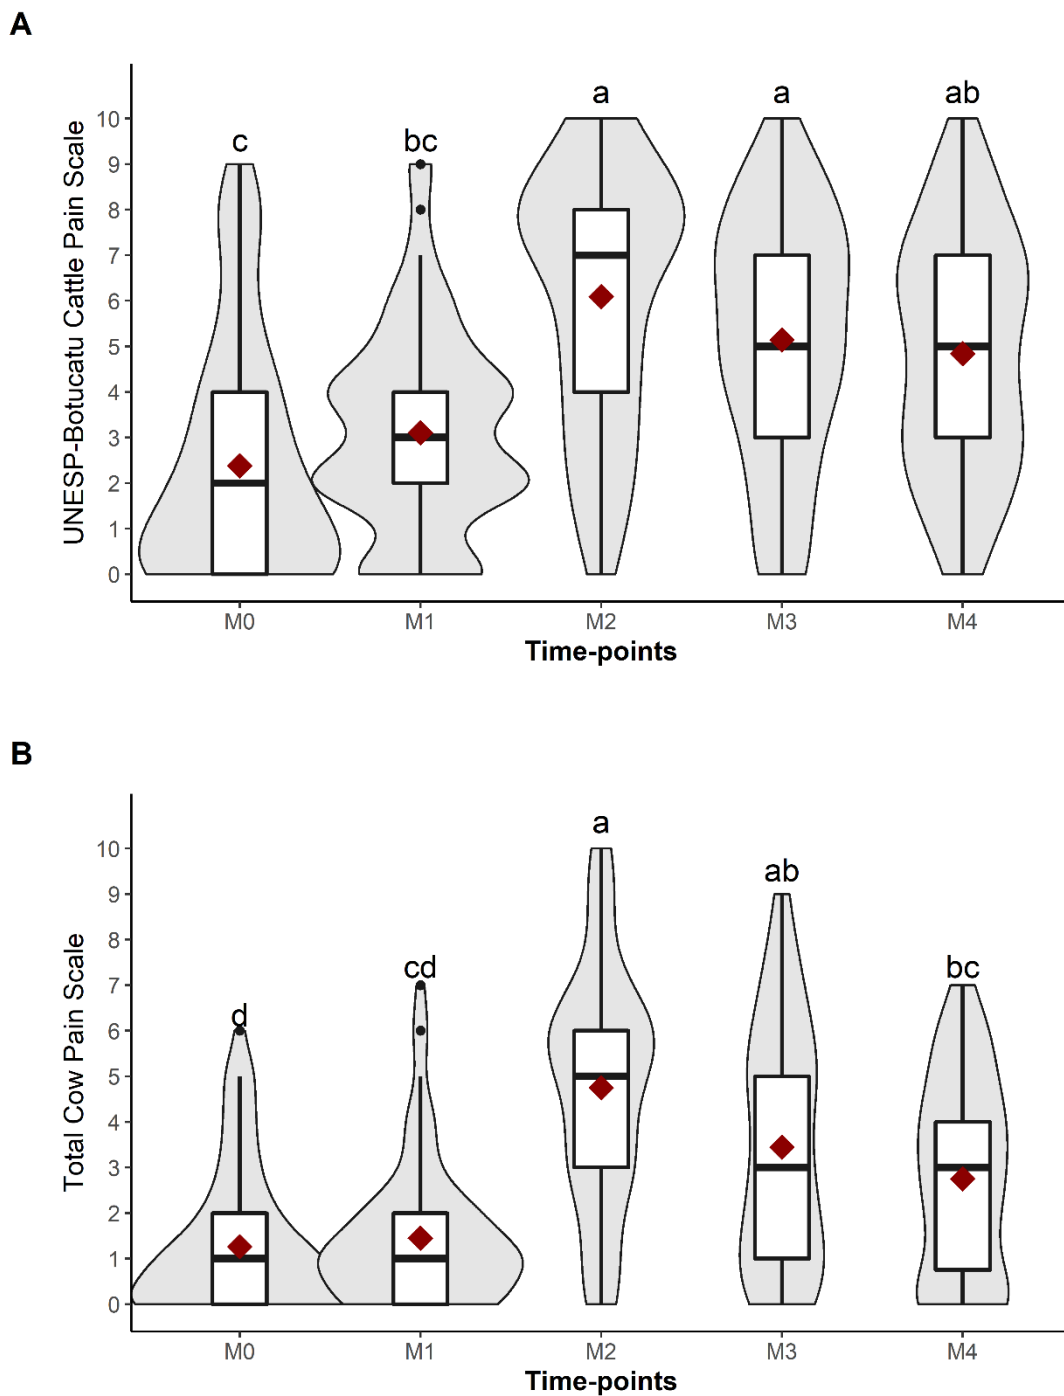 A
UNESP-Botucatu Cattle Pain Scale
10
9
8
7
6
5
4
3
2
1
0
c
bc
a
a
ab
M0 M1 M2 M3 M4
Time-points
B
Total Cow Pain Scale
10
9
8
7
6
5
4
3
2
1
0
d
cd
a
ab
bc
M0 M1 M2 M3 M4
Time-points